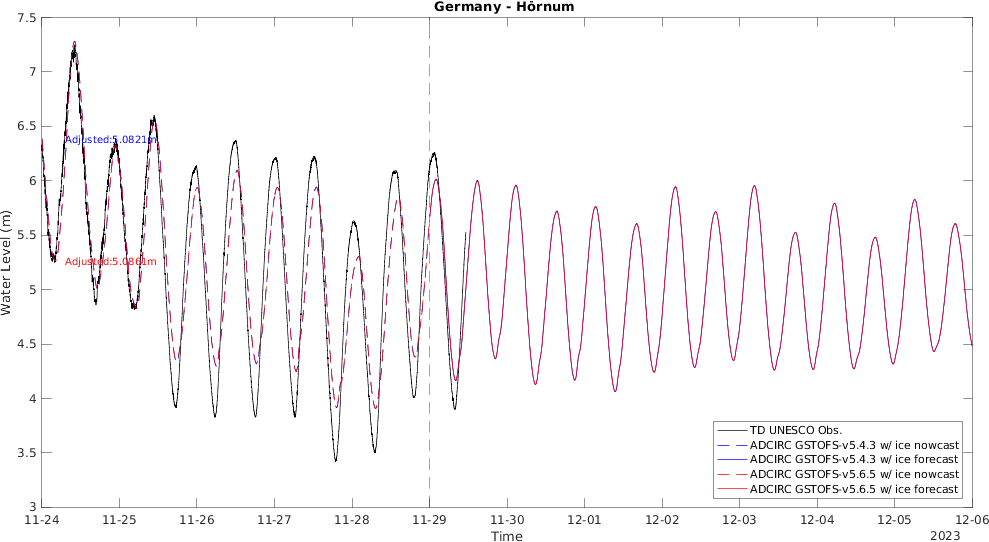 Germany - Hörnum
7.5
7
6.5
6
5.5
5
4.5
4
3.5
3
Water Level (m)
Adjusted:5.0821m
Adjusted:5.0861m
TD UNESCO Obs.
ADCIRC GSTOFS-v5.4.3 w/ ice nowcast
ADCIRC GSTOFS-v5.4.3 w/ ice forecast
ADCIRC GSTOFS-v5.6.5 w/ ice nowcast
ADCIRC GSTOFS-v5.6.5 w/ ice forecast
11-24 11-25 11-26 11-27 11-28 11-29 11-30 12-01 12-02 12-03 12-04 12-05 12-06
Time
2023